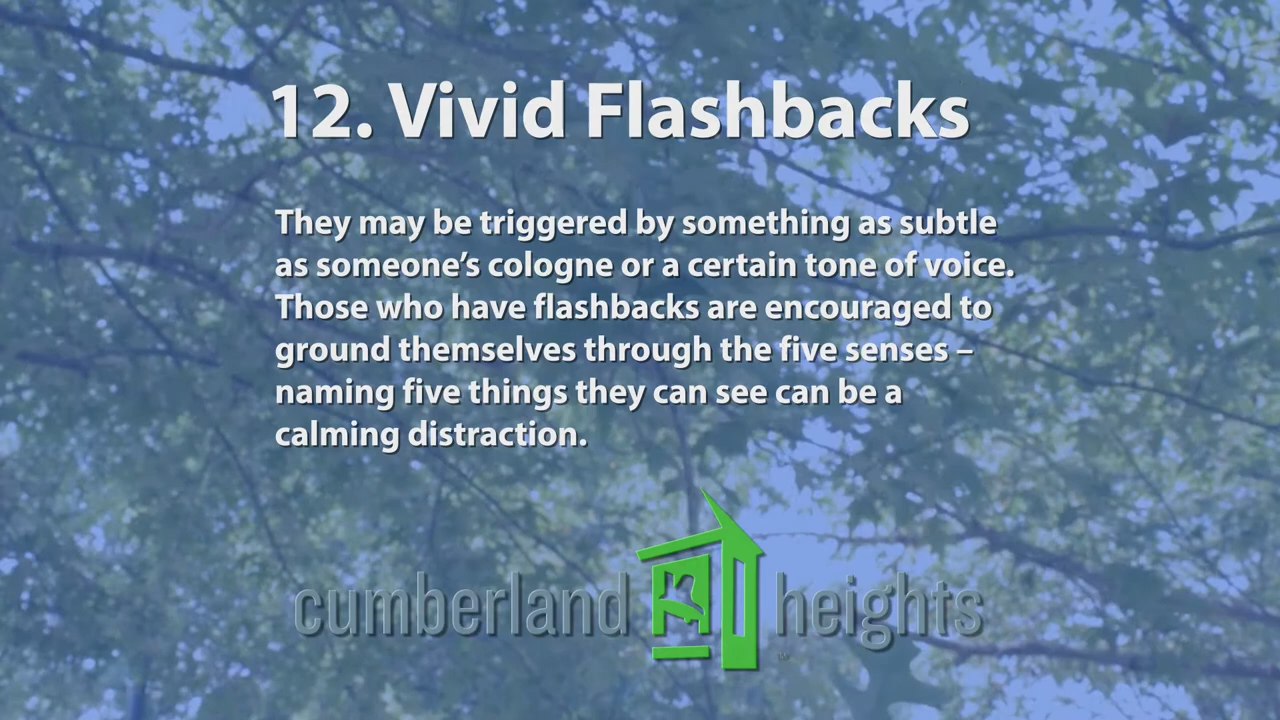 12. Vivid Flashbacks
They may be triggered by something as subtle
as someone’s cologne or a certain tone of voice.
Those who have flashbacks are encouraged to
ground themselves through the five senses –
naming five things they can see can be a
calming distraction.
cumberland heights